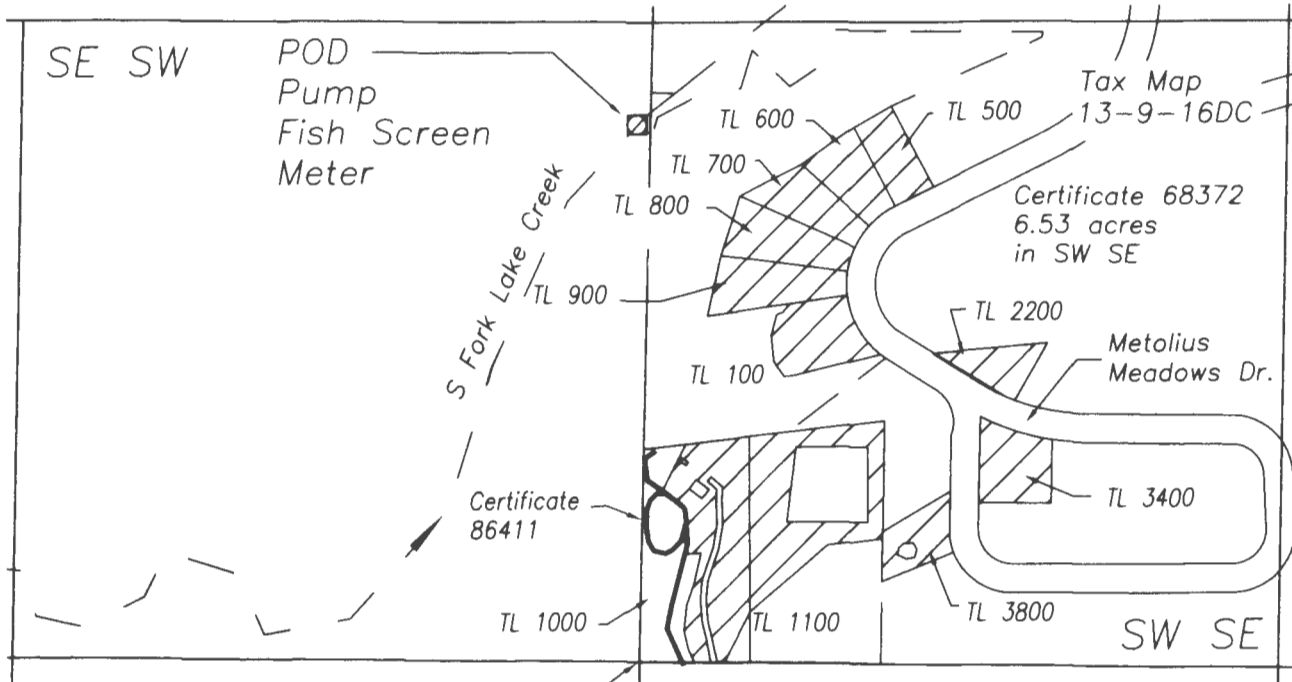 SE SW
POD
Pump
Fish Screen
Meter
S Fork Lake Creek
TL 600
TL 500
TL 700
TL 800
TL 900
TL 100
Tax Map
13-9-16DC
Certificate 68372
6.53 acres
in SW SE
TL 2200
Metolius
Meadows Dr.
TL 3400
Certificate
86411
TL 1000
TL 1100
TL 3800
SW SE